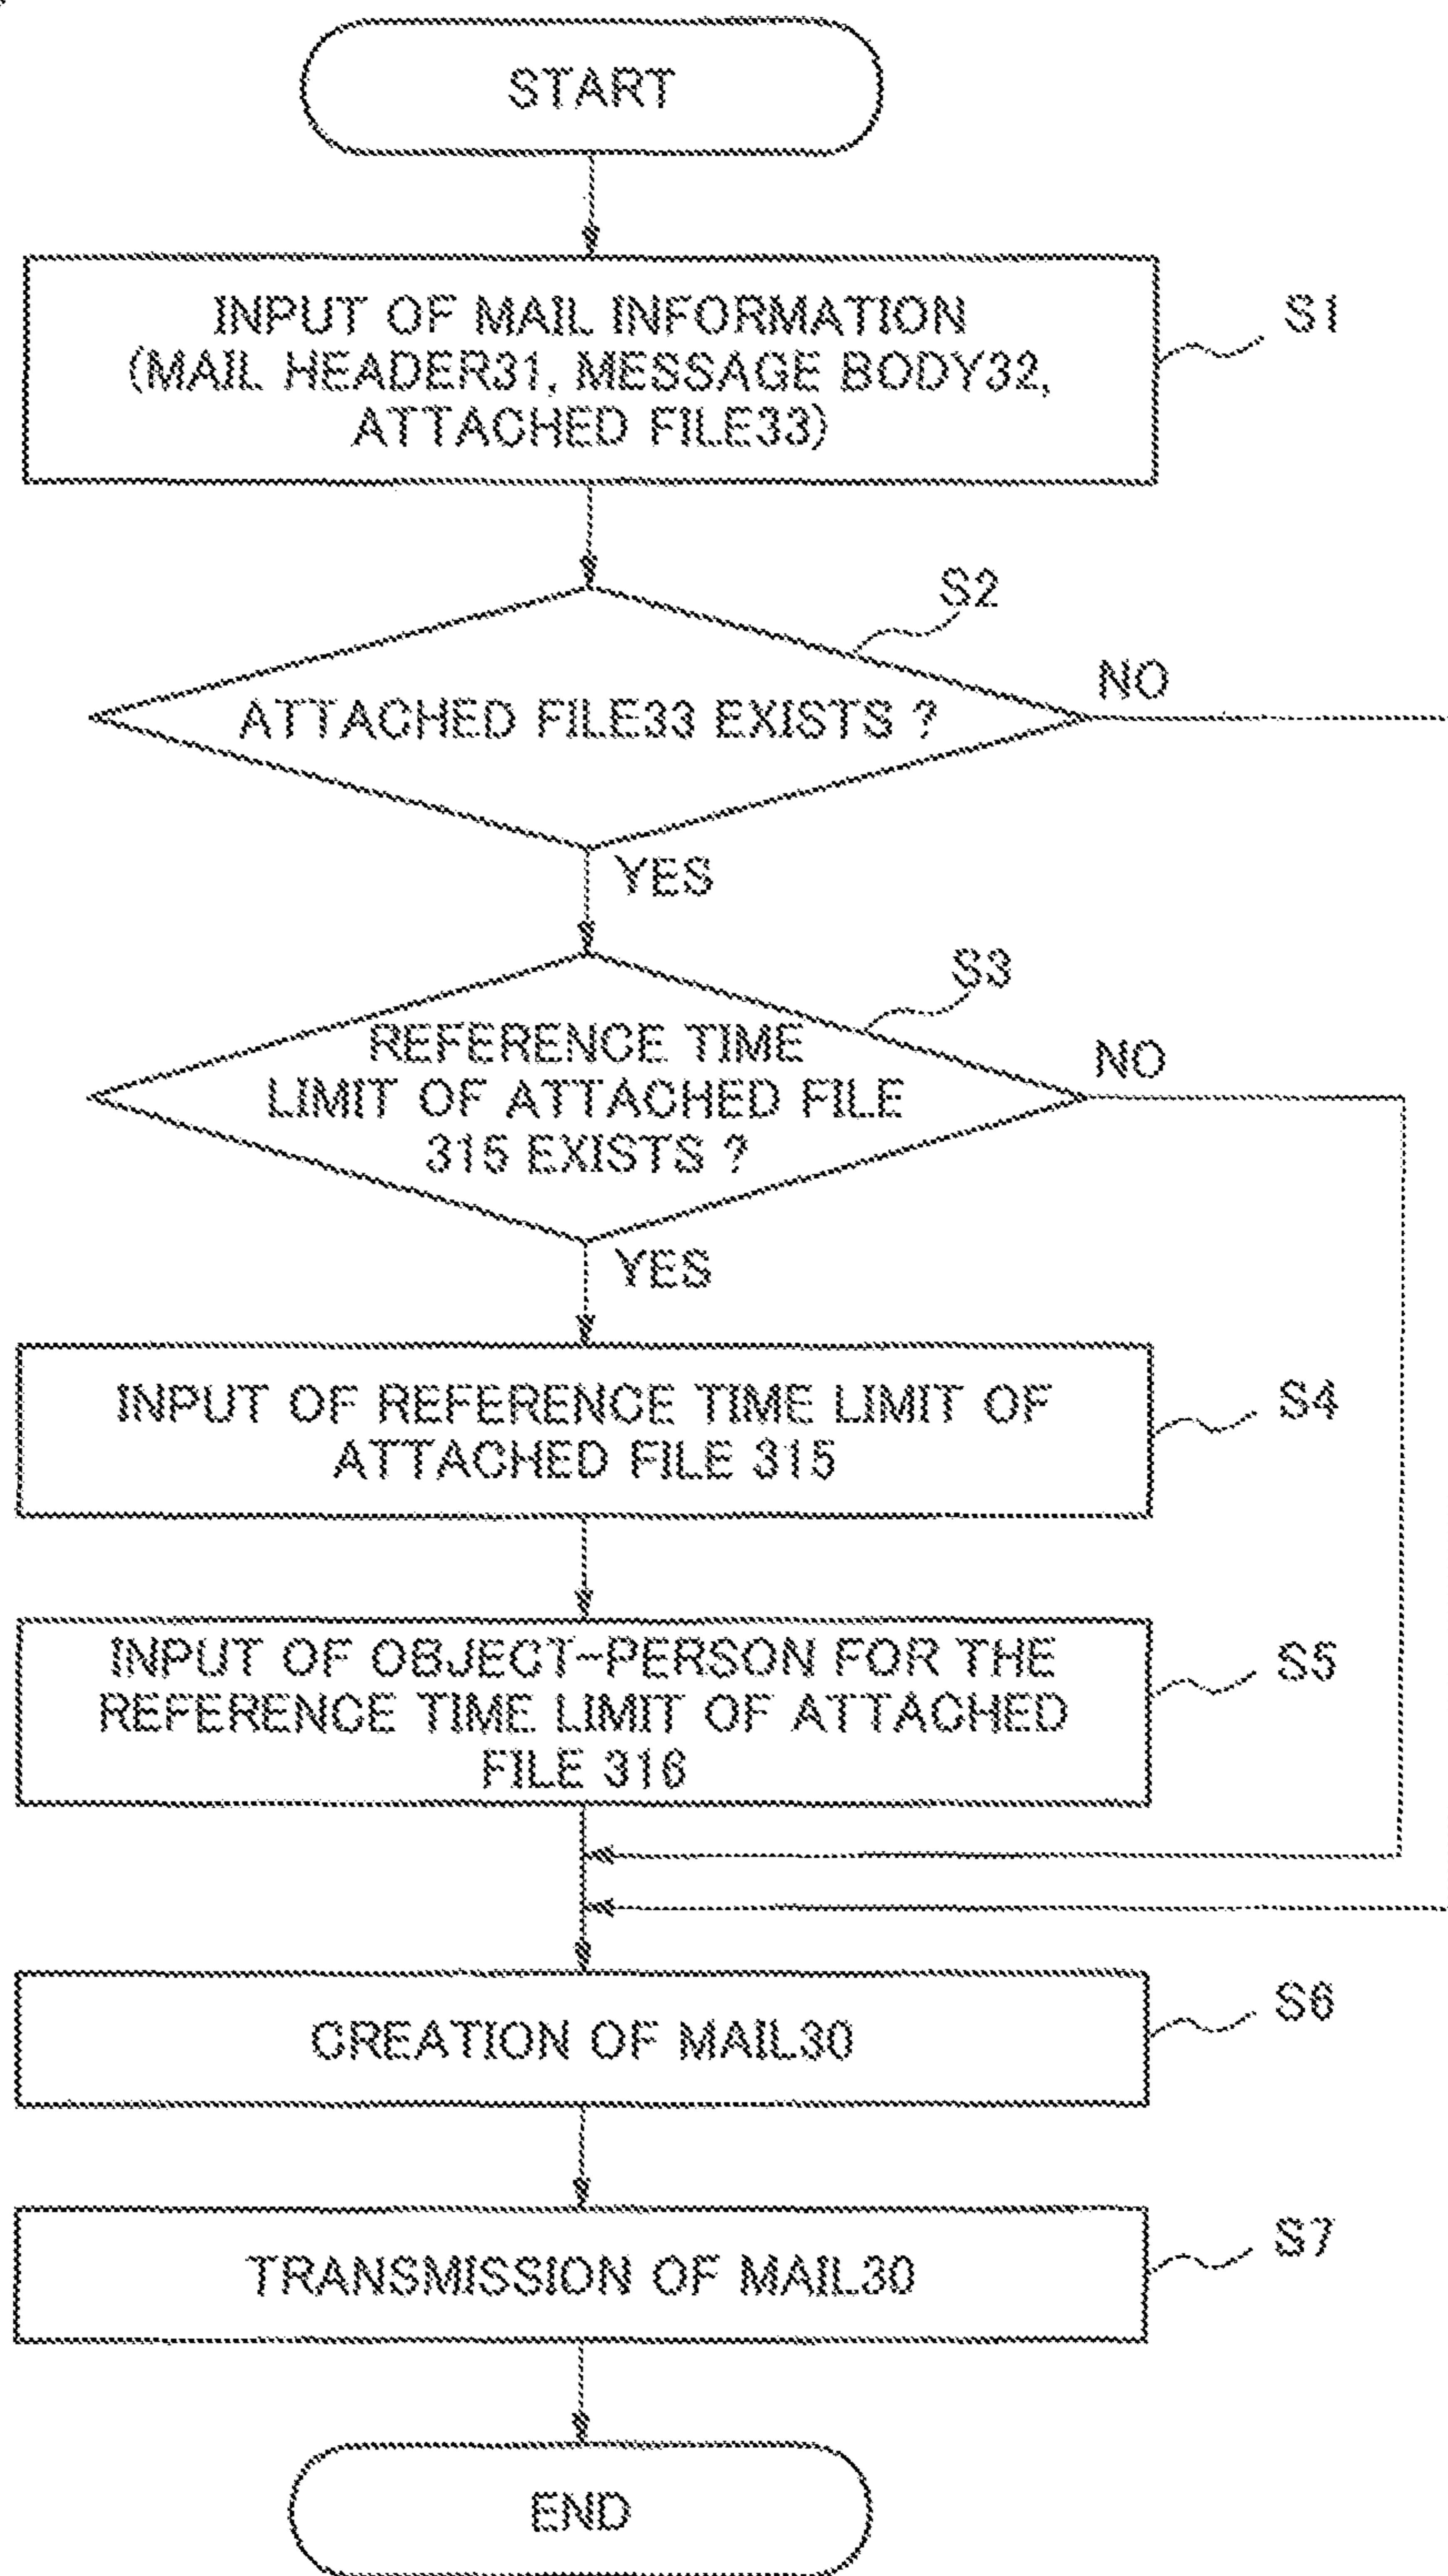 START
INPUT OF MAIL INFORMATION
(MAIL HEADER31, MESSAGE BODY32,
ATTACHED FILE33)
S1
S2
ATTACHED FILE33 EXISTS ?
NO
YES
S3
REFERENCE TIME
LIMIT OF ATTACHED FILE
315 EXISTS ?
NO
YES
INPUT OF REFERENCE TIME LIMIT OF
ATTACHED FILE 315
S4
INPUT OF OBJECT-PERSON FOR THE
REFERENCE TIME LIMIT OF ATTACHED
FILE 316
S5
CREATION OF MAIL30
S6
TRANSMISSION OF MAIL30
S7
END